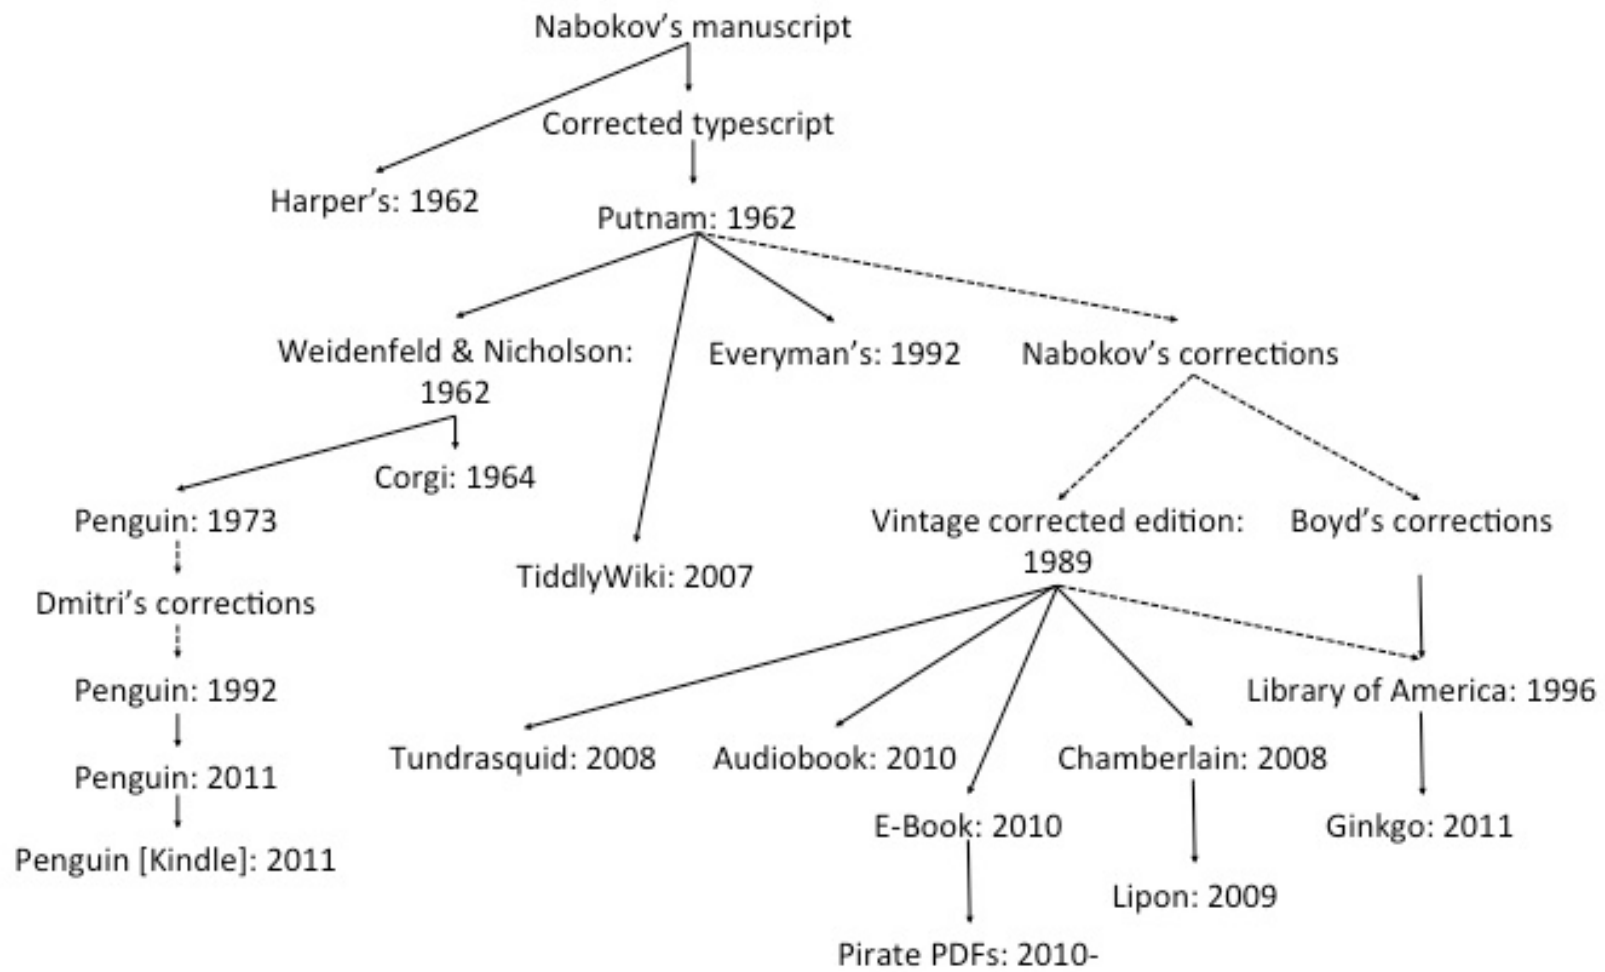 Nabokov’s manuscript
Corrected typescript
Harper’s: 1962
Putnam: 1962
Weidenfeld & Nicholson:
1962
Everyman’s: 1992
Nabokov’s corrections
Corgi: 1964
Penguin: 1973
Vintage corrected edition:
1989
Boyd’s corrections
TiddlyWiki: 2007
Dmitri’s corrections
Penguin: 1992
Library of America: 1996
Tundrasquid: 2008
Audiobook: 2010
Chamberlain: 2008
Penguin: 2011
E-Book: 2010
Ginkgo: 2011
Penguin [Kindle]: 2011
Lipon: 2009
Pirate PDFs: 2010-